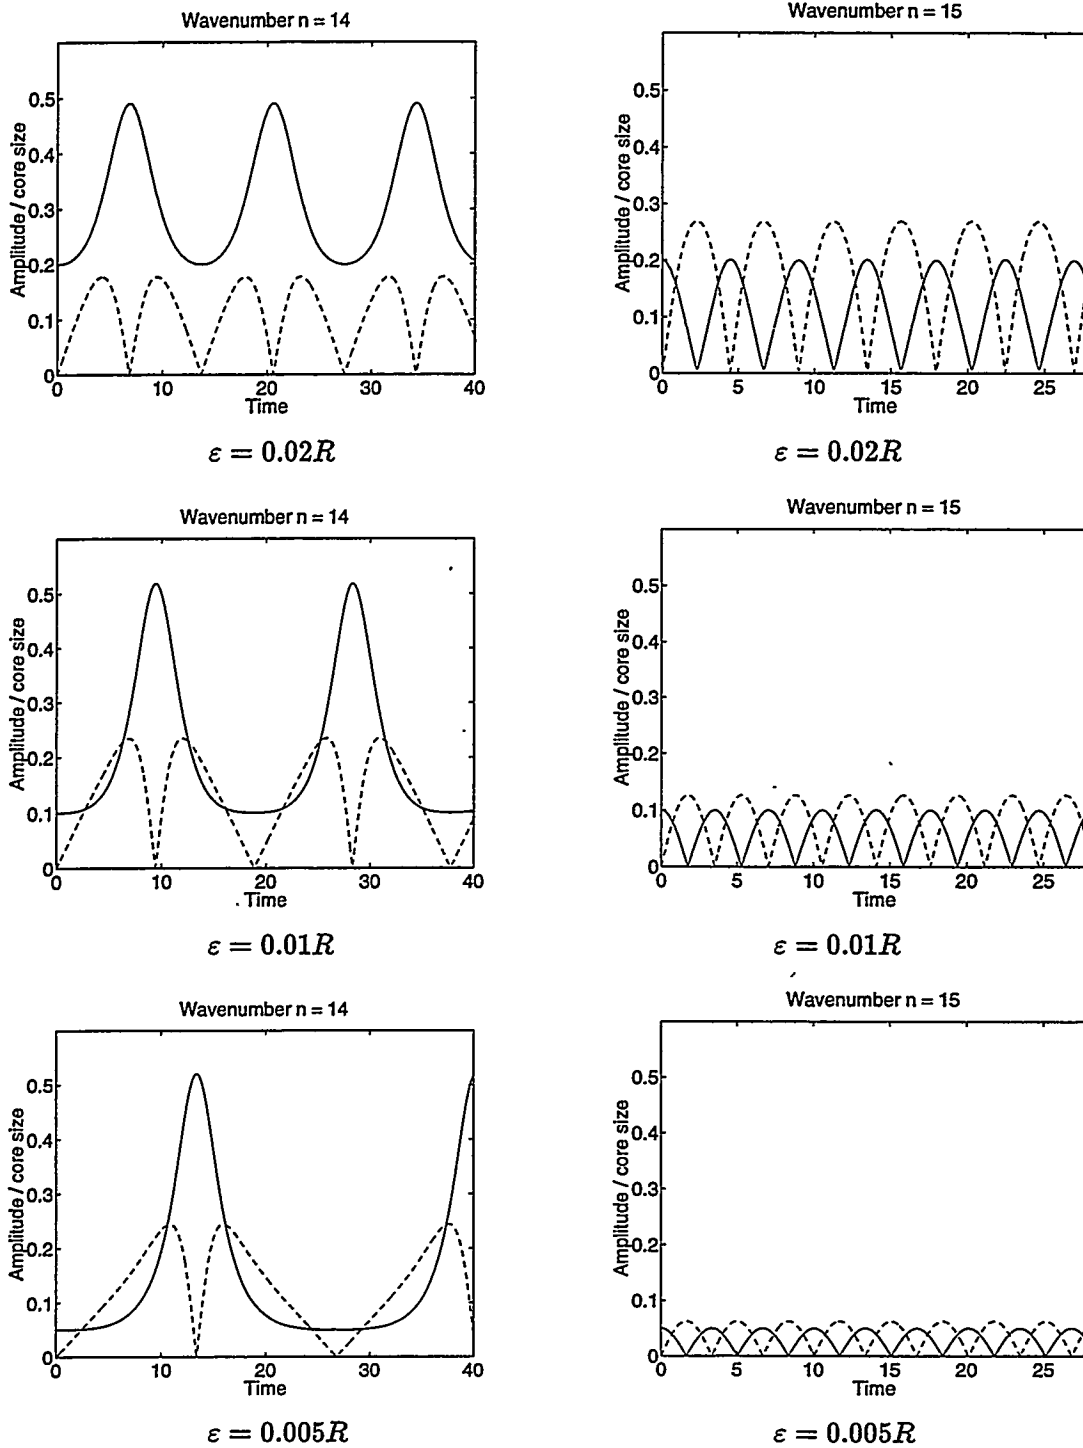 Wavenumber n = 14
Amplitude / core size
0.5
0.4
0.3
0.2
0.1
0
0 10 20 30 40
Time
ε = 0.02R
Wavenumber n = 15
Amplitude / core size
0.5
0.4
0.3
0.2
0.1
0
0 5 10 15 20 25
Time
ε = 0.02R
Wavenumber n = 14
Amplitude / core size
0.5
0.4
0.3
0.2
0.1
0
0 10 20 30 40
Time
ε = 0.01R
Wavenumber n = 15
Amplitude / core size
0.5
0.4
0.3
0.2
0.1
0
0 5 10 15 20 25
Time
ε = 0.01R
Wavenumber n = 14
Amplitude / core size
0.5
0.4
0.3
0.2
0.1
0
0 10 20 30 40
Time
ε = 0.005R
Wavenumber n = 15
Amplitude / core size
0.5
0.4
0.3
0.2
0.1
0
0 5 10 15 20 25
Time
ε = 0.005R